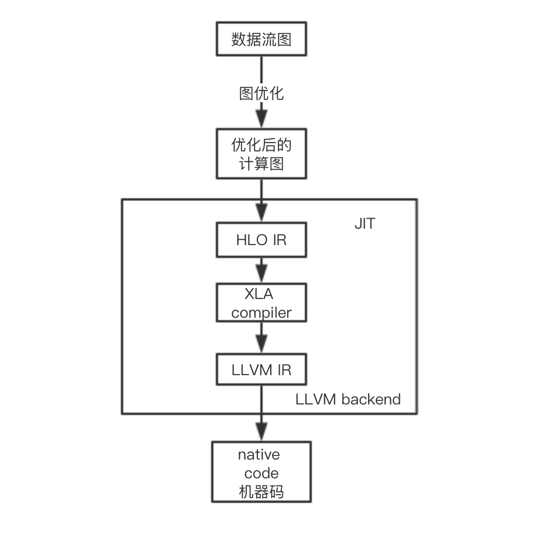 数据流图
图优化
优化后的
计算图
JIT
HLO IR
XLA
compiler
LLVM IR
LLVM backend
native
code
机器码